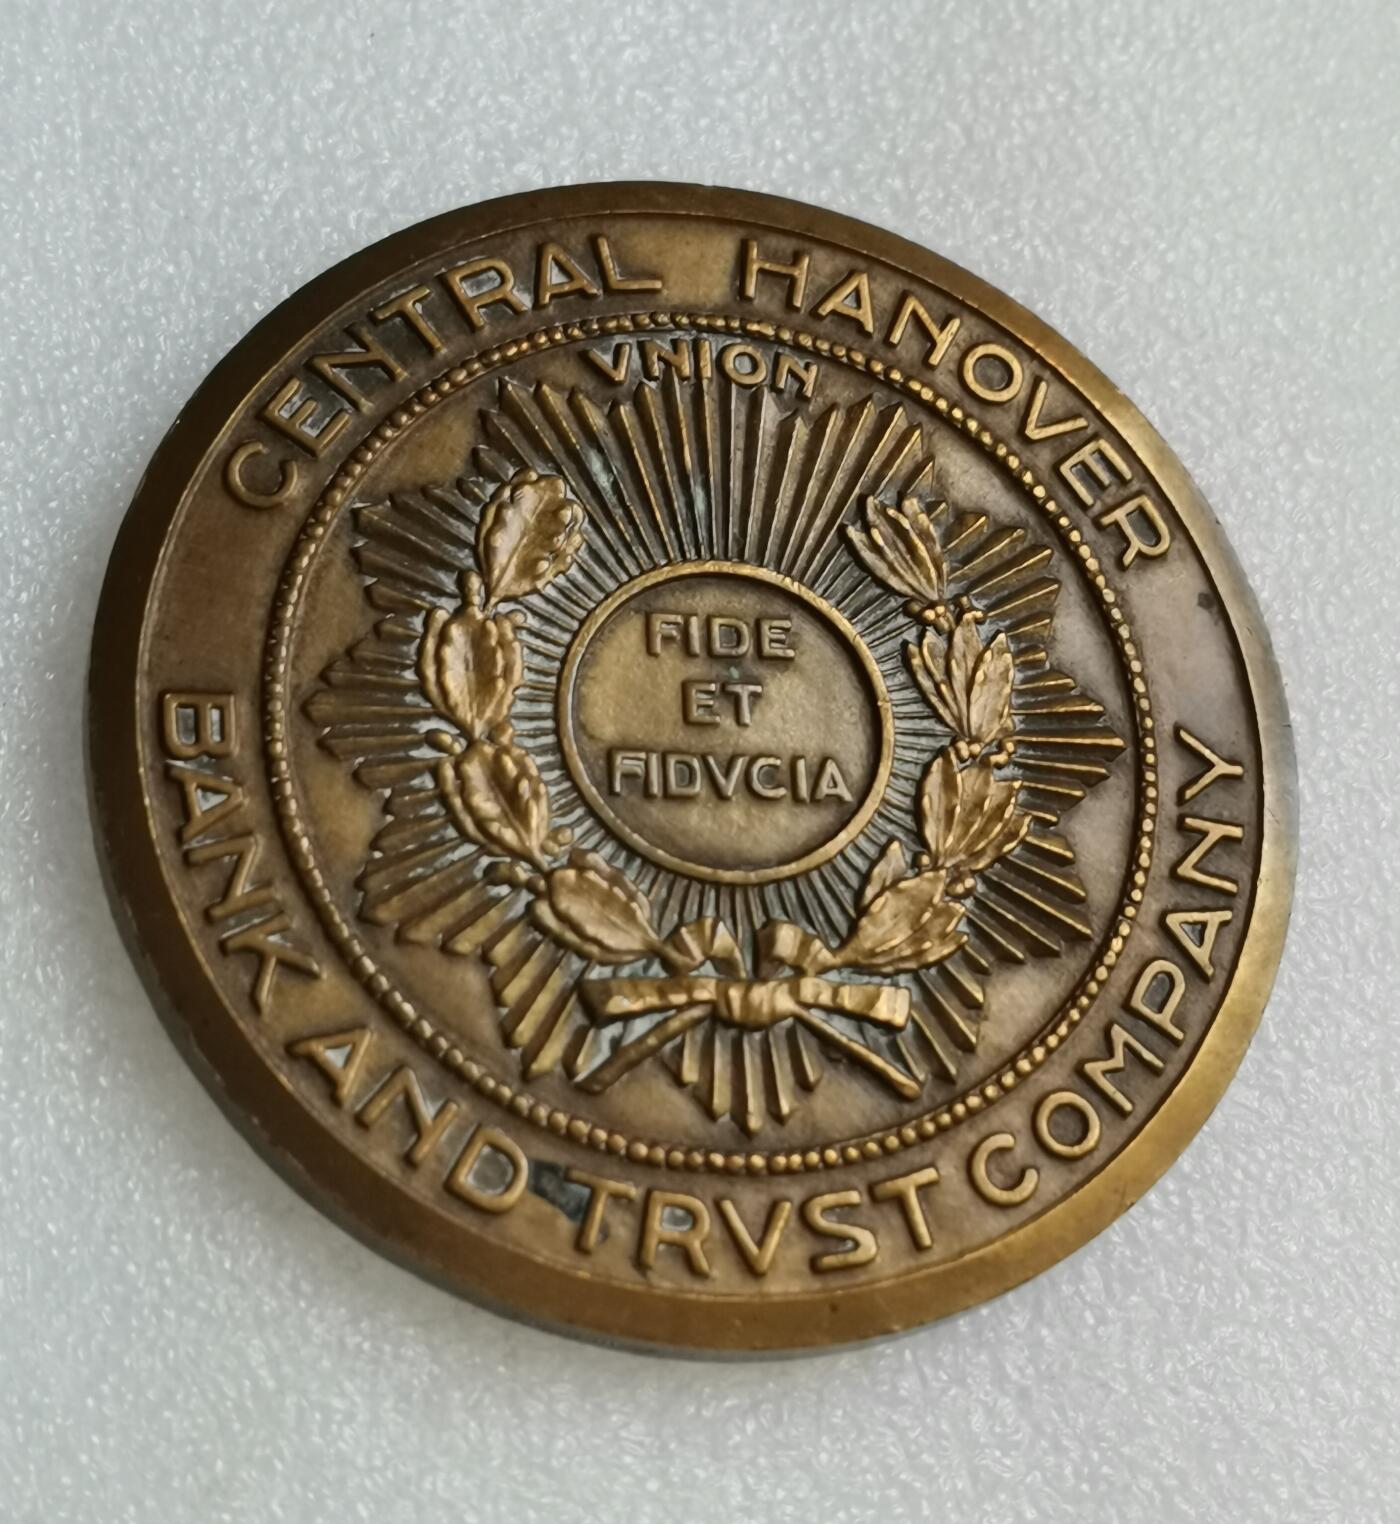 CENTRAL HANOVER
VNION
FIDE
ET
FIDVCIA
BANK AND TRVST COMPANY